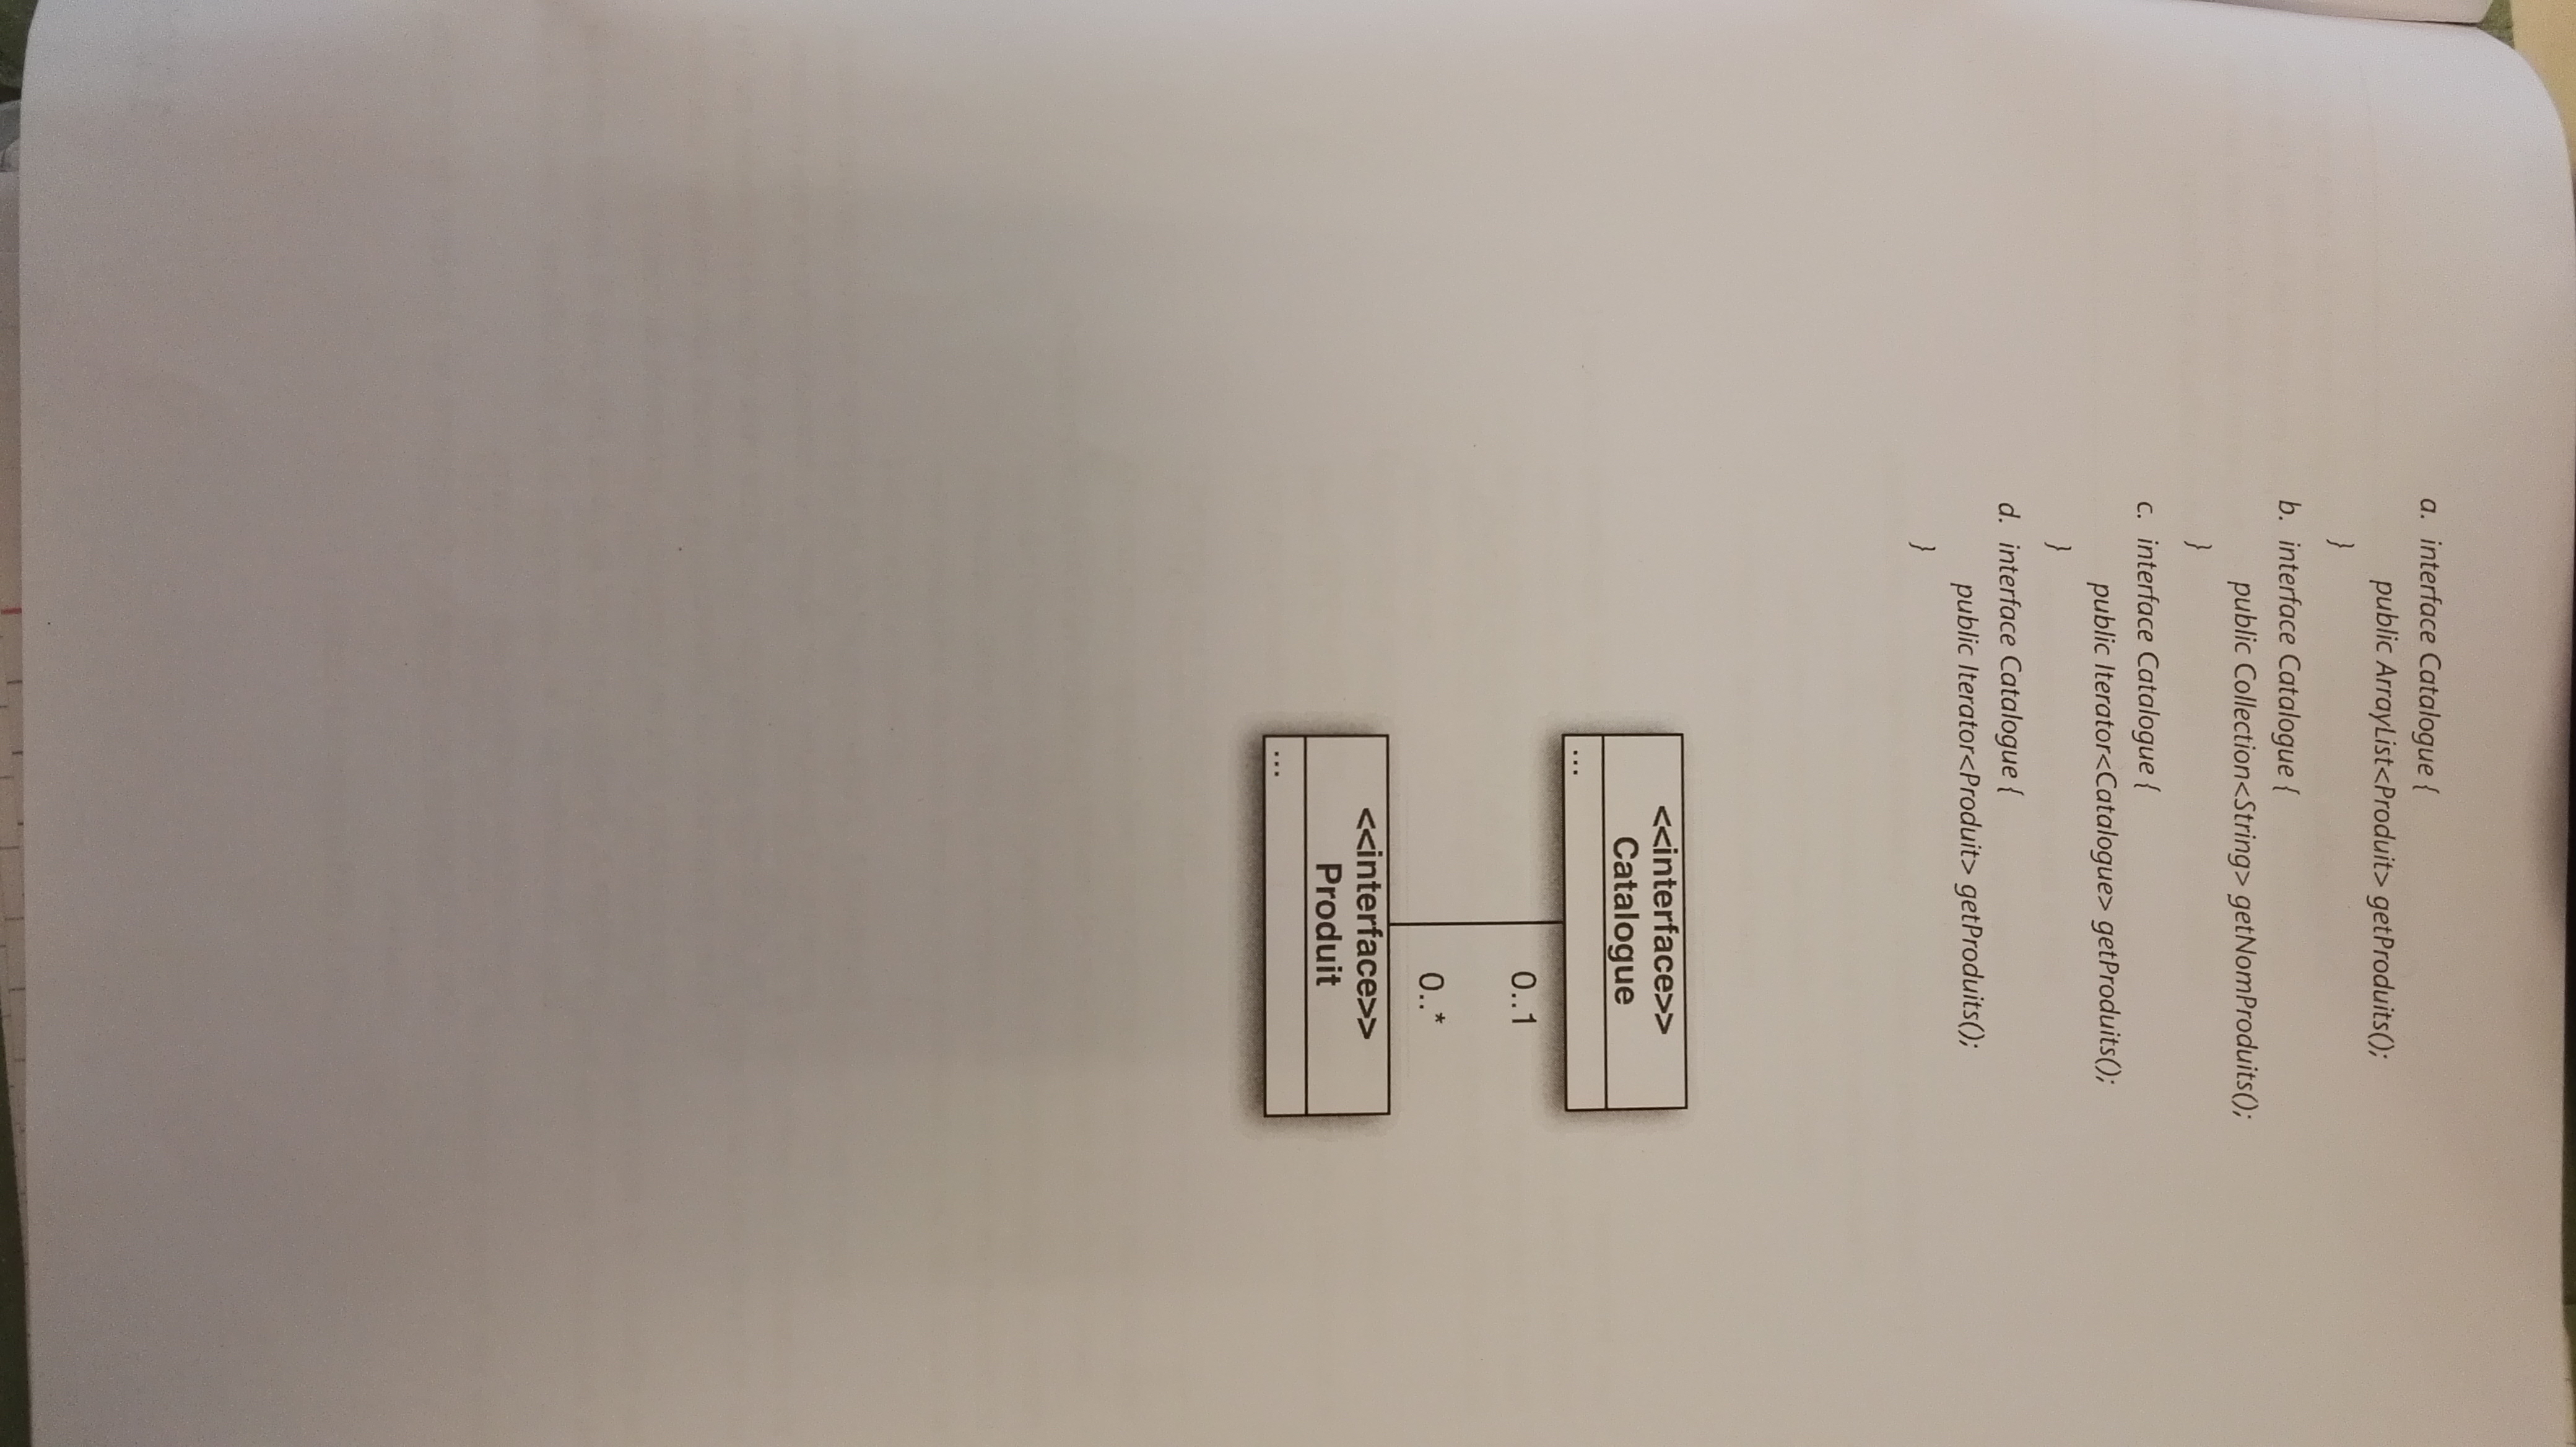 a. interface Catalogue {
public ArrayList<Produit> getProduits();
}
b. interface Catalogue {
public Collection<String> getNomProduits();
}
c. interface Catalogue {
public Iterator<Catalogue> getProduits();
}
d. interface Catalogue {
public Iterator<Produit> getProduits();
}
<<interface>>
Catalogue
...
0..1
0..*
<<interface>>
Produit
...